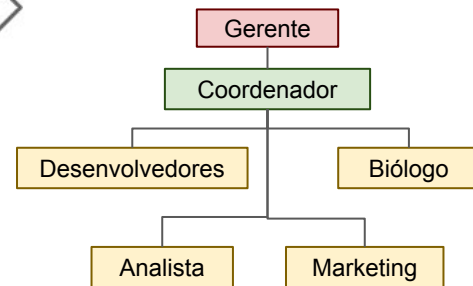 Gerente
Coordenador
Desenvolvedores
Biólogo
Analista
Marketing